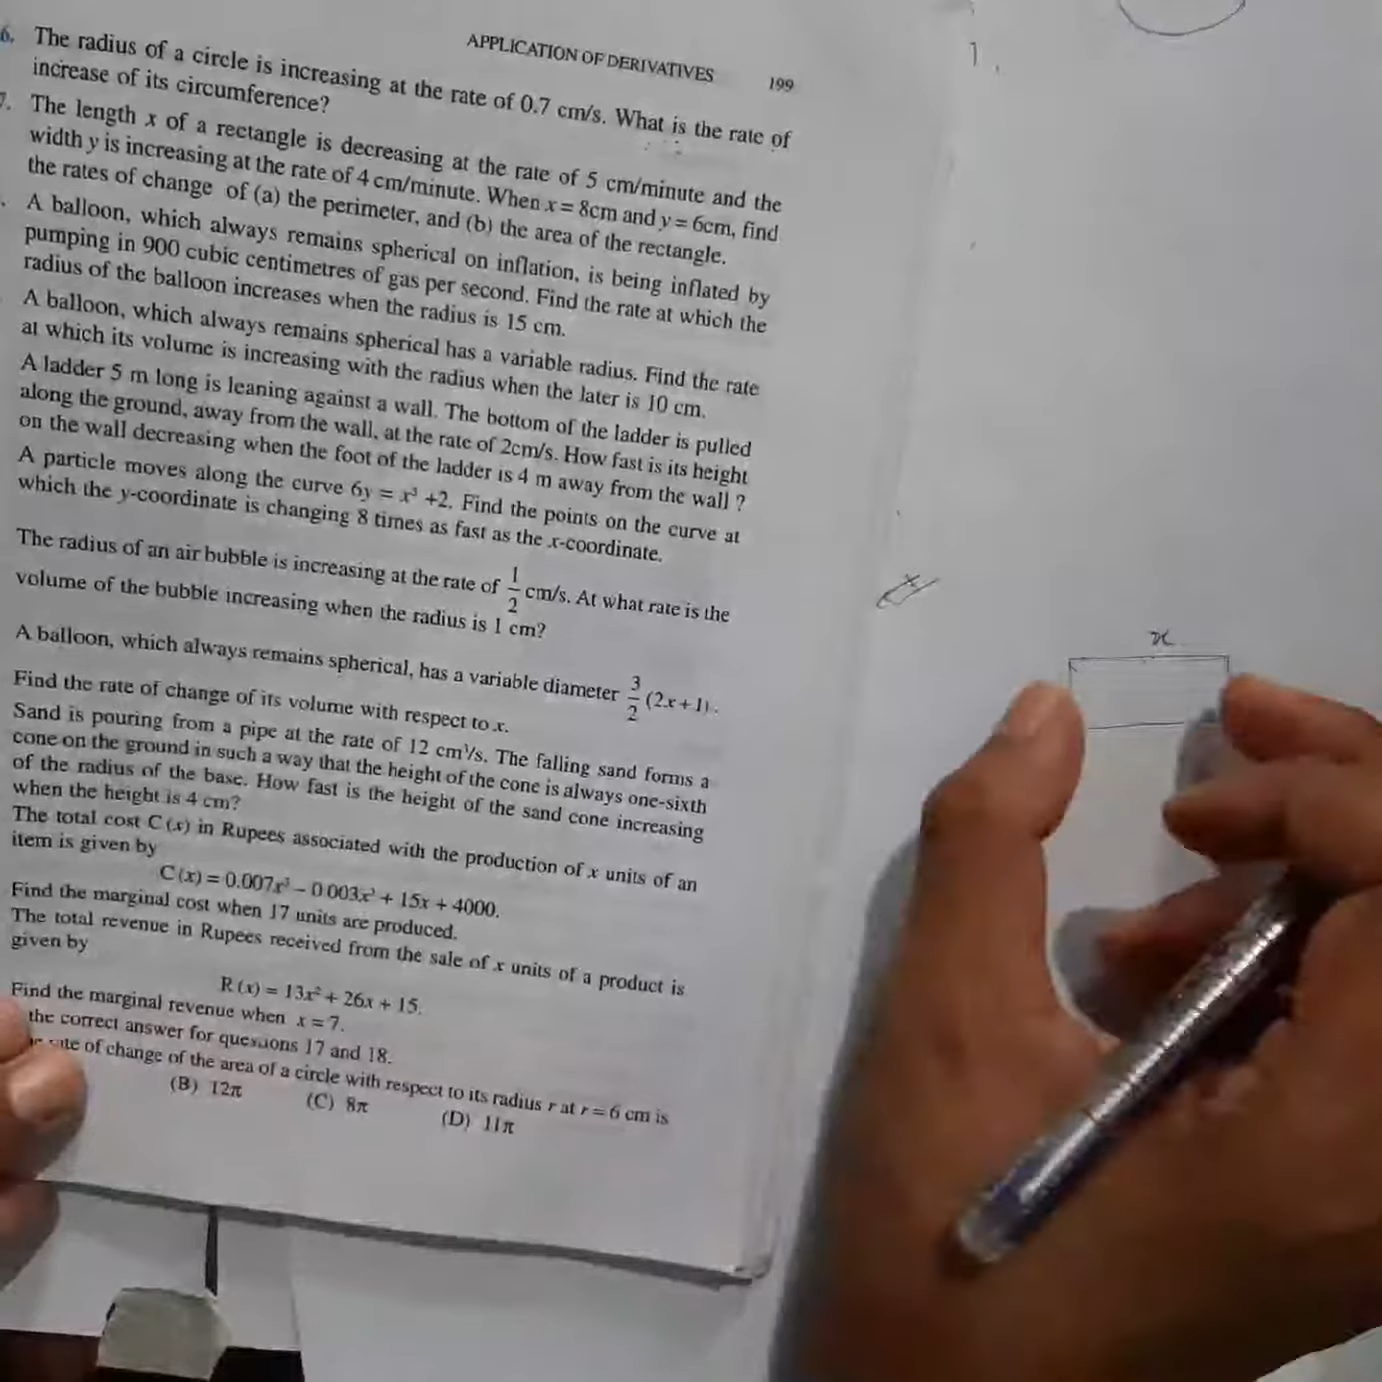 APPLICATION OF DERIVATIVES 199
6. The radius of a circle is increasing at the rate of 0.7 cm/s. What is the rate of
increase of its circumference?
7. The length x of a rectangle is decreasing at the rate of 5 cm/minute and the
width y is increasing at the rate of 4 cm/minute. When x = 8cm and y = 6cm, find
the rates of change of (a) the perimeter, and (b) the area of the rectangle.
. A balloon, which always remains spherical on inflation, is being inflated by
pumping in 900 cubic centimetres of gas per second. Find the rate at which the
radius of the balloon increases when the radius is 15 cm.
A balloon, which always remains spherical has a variable radius. Find the rate
at which its volume is increasing with the radius when the later is 10 cm.
A ladder 5 m long is leaning against a wall. The bottom of the ladder is pulled
along the ground, away from the wall, at the rate of 2cm/s. How fast is its height
on the wall decreasing when the foot of the ladder is 4 m away from the wall ?
A particle moves along the curve 6y = x³ +2. Find the points on the curve at
which the y-coordinate is changing 8 times as fast as the x-coordinate.
The radius of an air bubble is increasing at the rate of 1/2 cm/s. At what rate is the
volume of the bubble increasing when the radius is 1 cm?
A balloon, which always remains spherical, has a variable diameter 3/2 (2x+1).
Find the rate of change of its volume with respect to x.
Sand is pouring from a pipe at the rate of 12 cm³/s. The falling sand forms a
cone on the ground in such a way that the height of the cone is always one-sixth
of the radius of the base. How fast is the height of the sand cone increasing
when the height is 4 cm?
The total cost C (x) in Rupees associated with the production of x units of an
item is given by
C (x) = 0.007x³ – 0.003x² + 15x + 4000.
Find the marginal cost when 17 units are produced.
The total revenue in Rupees received from the sale of x units of a product is
given by
R (x) = 13x² + 26x + 15.
Find the marginal revenue when x = 7.
the correct answer for questions 17 and 18.
rate of change of the area of a circle with respect to its radius r at r = 6 cm is
(B) 12π (C) 8π (D) 11π
1.
x